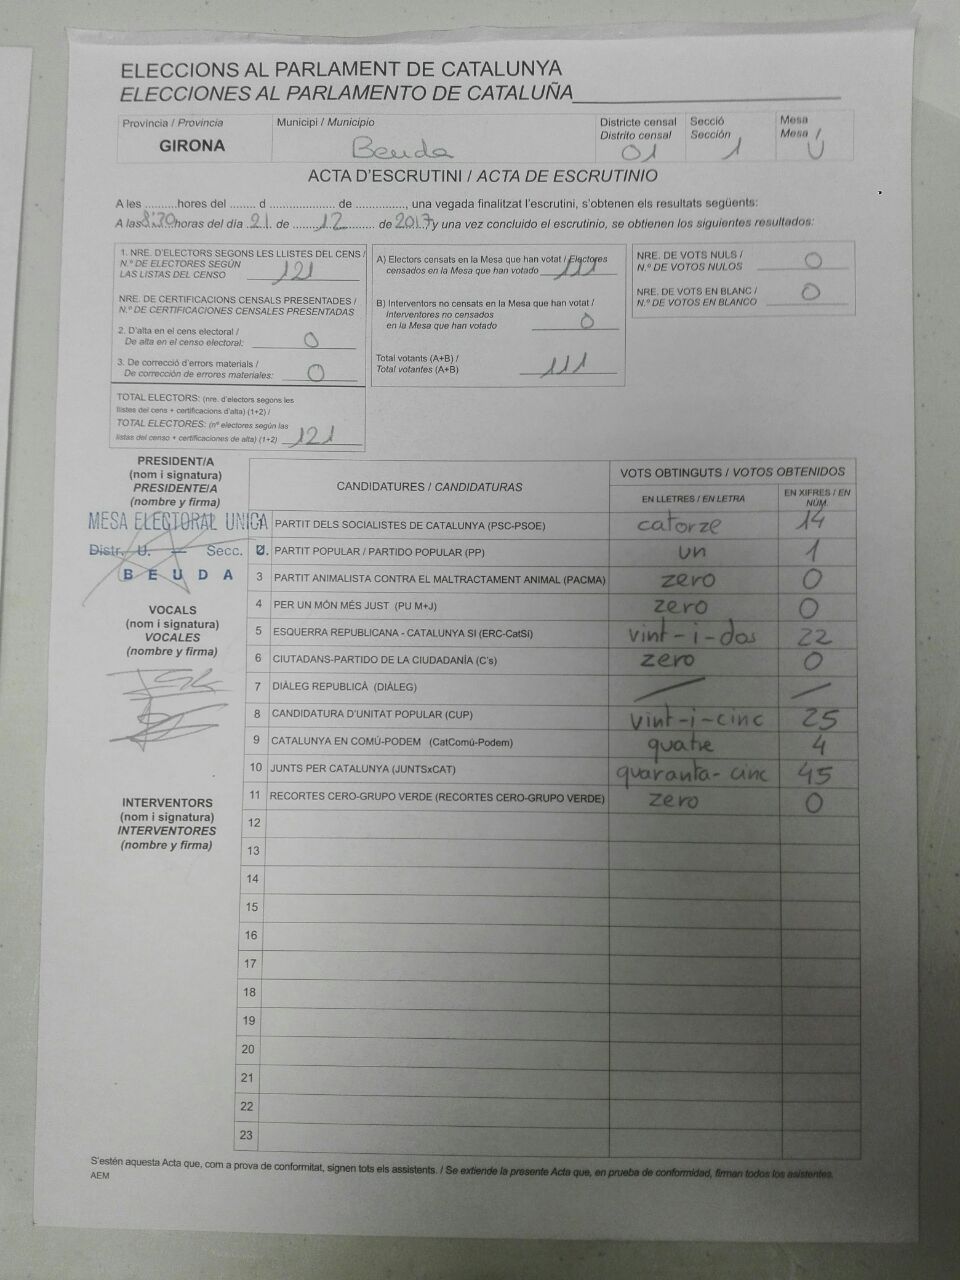 ELECCIONS AL PARLAMENT DE CATALUNYA
ELECCIONES AL PARLAMENTO DE CATALUÑA
Província / Provincia
GIRONA
Municipi / Municipio
Beuda
Districte censal
Distrito censal
01
Secció
Sección
1
Mesa
Mesa
U
ACTA D'ESCRUTINI / ACTA DE ESCRUTINIO
A les ..........hores del ........ d .................... de ..............., una vegada finalitzat l'escrutini, s'obtenen els resultats següents:
A las 8:30 horas del día 21 de 12 de 2017 y una vez concluido el escrutinio, se obtienen los siguientes resultados:
1. NRE. D'ELECTORS SEGONS LES LLISTES DEL CENS /
N.º DE ELECTORES SEGÚN
LAS LISTAS DEL CENSO 121
NRE. DE CERTIFICACIONS CENSALS PRESENTADES /
N.º DE CERTIFICACIONES CENSALES PRESENTADAS
2. D'alta en el cens electoral /
De alta en el censo electoral: 0
3. De correcció d'errors materials /
De corrección de errores materiales: 0
TOTAL ELECTORS: (nre. d'electors segons les
llistes del cens + certificacions d'alta) (1+2) /
TOTAL ELECTORES: (nº electores según las
listas del censo + certificaciones de alta) (1+2) 121
A) Electors censats en la Mesa que han votat / Electores
censados en la Mesa que han votado 111
B) Interventors no censats en la Mesa que han votat /
Interventores no censados
en la Mesa que han votado 0
Total votants (A+B) /
Total votantes (A+B) 111
NRE. DE VOTS NULS /
N.º DE VOTOS NULOS 0
NRE. DE VOTS EN BLANC /
N.º DE VOTOS EN BLANCO 0
PRESIDENT/A
(nom i signatura)
PRESIDENTE/A
(nombre y firma)
MESA ELECTORAL UNICA
Distr. U. Secc.
BEUDA
VOCALS
(nom i signatura)
VOCALES
(nombre y firma)
INTERVENTORS
(nom i signatura)
INTERVENTORES
(nombre y firma)
CANDIDATURES / CANDIDATURAS
VOTS OBTINGUTS / VOTOS OBTENIDOS
EN LLETRES / EN LETRA
EN XIFRES / EN NÚM.
PARTIT DELS SOCIALISTES DE CATALUNYA (PSC-PSOE) catorze 14
PARTIT POPULAR / PARTIDO POPULAR (PP) un 1
3 PARTIT ANIMALISTA CONTRA EL MALTRACTAMENT ANIMAL (PACMA) zero 0
4 PER UN MÓN MÉS JUST (PU M+J) zero 0
5 ESQUERRA REPUBLICANA - CATALUNYA SI (ERC-CatSi) vint-i-dos 22
6 CIUTADANS-PARTIDO DE LA CIUDADANÍA (C's) zero 0
7 DIÀLEG REPUBLICÀ (DIÀLEG)
8 CANDIDATURA D'UNITAT POPULAR (CUP) vint-i-cinc 25
9 CATALUNYA EN COMÚ-PODEM (CatComú-Podem) quatre 4
10 JUNTS PER CATALUNYA (JUNTSxCAT) quaranta-cinc 45
11 RECORTES CERO-GRUPO VERDE (RECORTES CERO-GRUPO VERDE) zero 0
12
13
14
15
16
17
18
19
20
21
22
23
S'estén aquesta Acta que, com a prova de conformitat, signen tots els assistents. / Se extiende la presente Acta que, en prueba de conformidad, firman todos los asistentes.
AEM